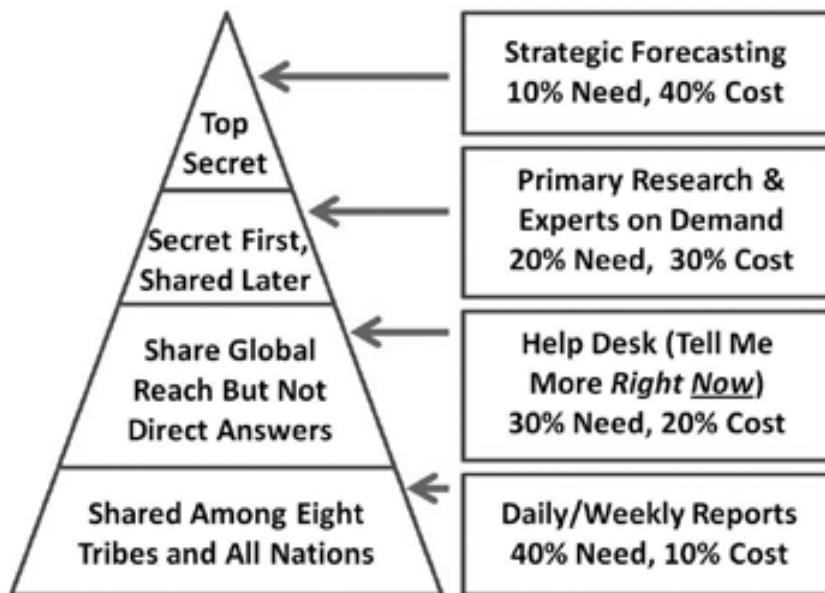 Top
Secret
Strategic Forecasting
10% Need, 40% Cost
Secret First,
Shared Later
Primary Research &
Experts on Demand
20% Need, 30% Cost
Share Global
Reach But Not
Direct Answers
Help Desk (Tell Me
More Right Now)
30% Need, 20% Cost
Shared Among Eight
Tribes and All Nations
Daily/Weekly Reports
40% Need, 10% Cost